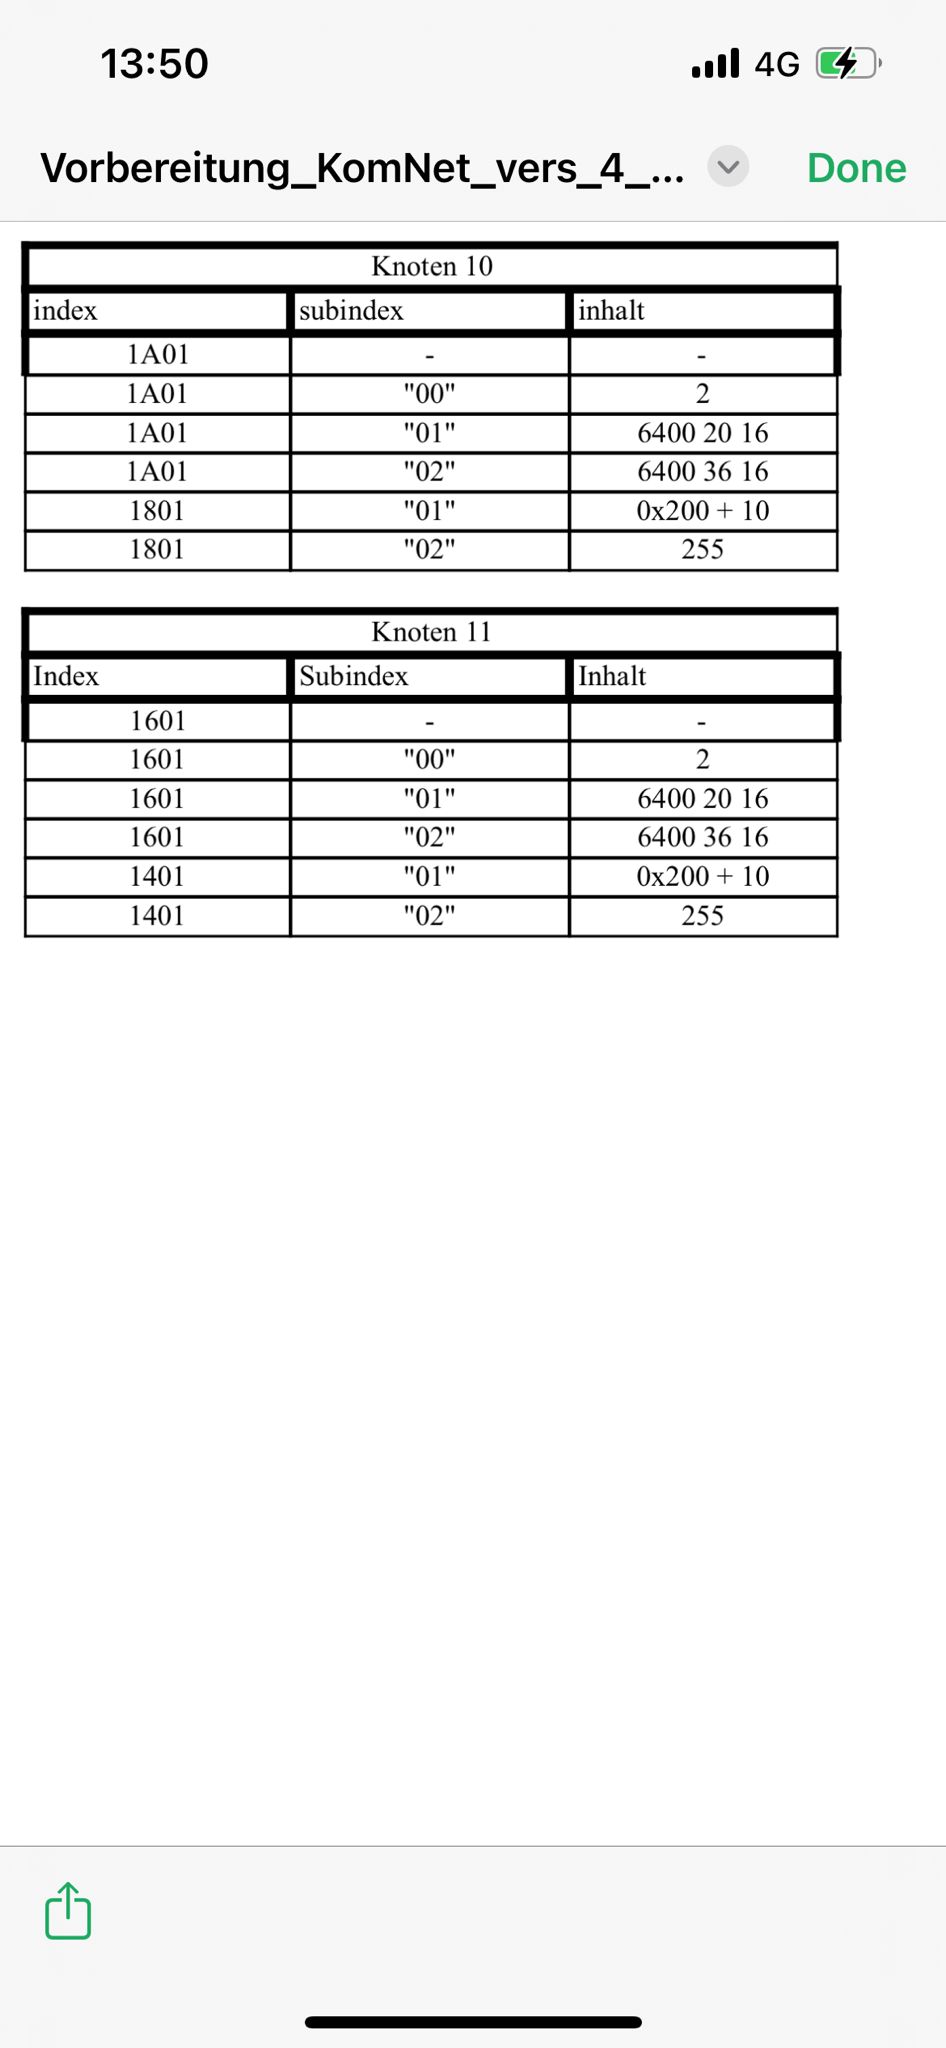 13:50 4G
Vorbereitung_KomNet_vers_4_... Done
Knoten 10
index subindex inhalt
1A01 - -
1A01 "00" 2
1A01 "01" 6400 20 16
1A01 "02" 6400 36 16
1801 "01" 0x200 + 10
1801 "02" 255
Knoten 11
Index Subindex Inhalt
1601 - -
1601 "00" 2
1601 "01" 6400 20 16
1601 "02" 6400 36 16
1401 "01" 0x200 + 10
1401 "02" 255